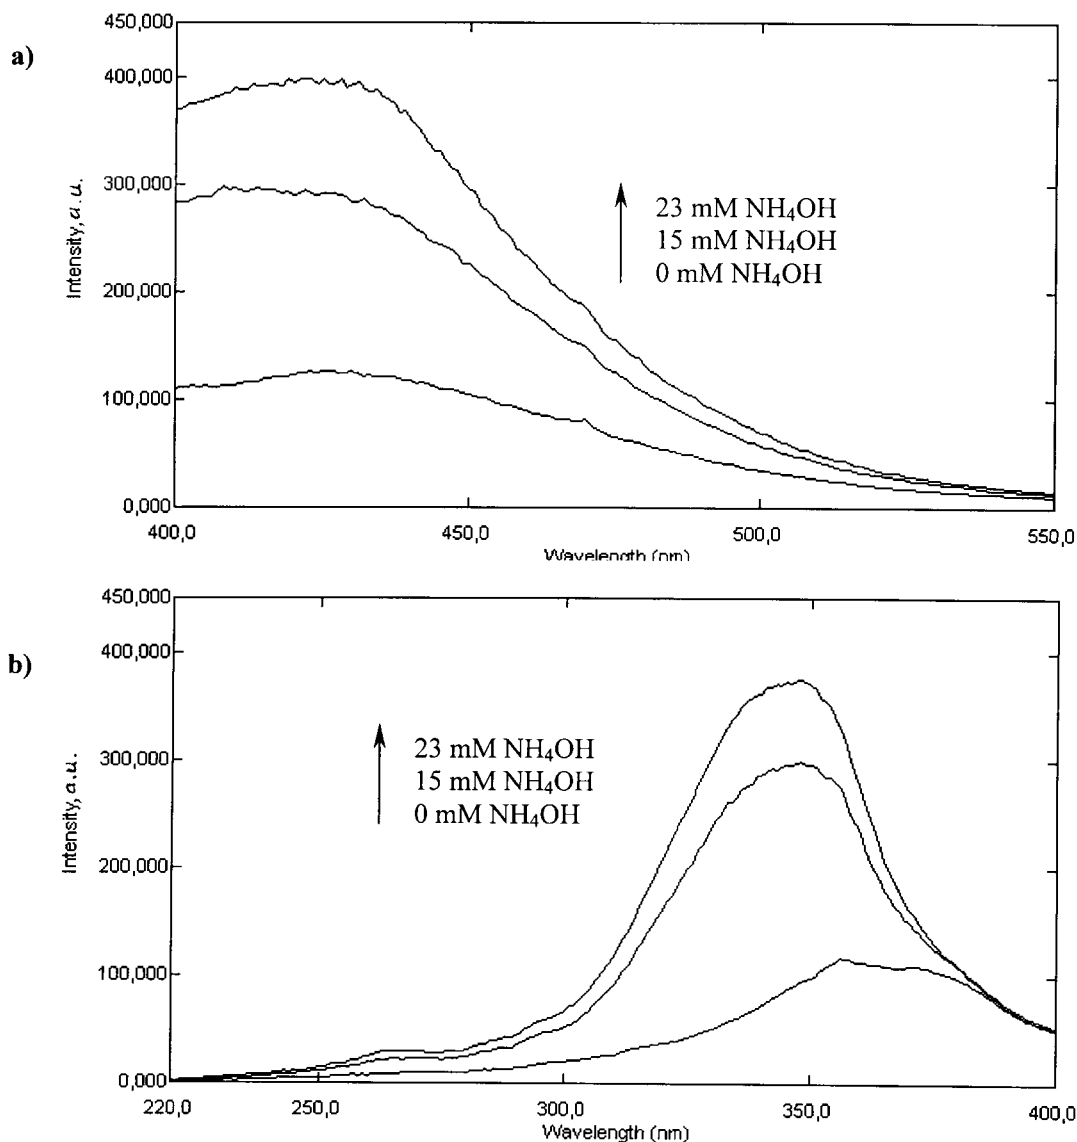 a)
450,000
400,000
300,000
200,000
100,000
0,000
Intensity, a.u.
23 mM NH₄OH
15 mM NH₄OH
0 mM NH₄OH
400,0
450,0
500,0
550,0
Wavelength (nm)
b)
450,000
400,000
300,000
200,000
100,000
0,000
Intensity, a.u.
23 mM NH₄OH
15 mM NH₄OH
0 mM NH₄OH
220,0
250,0
300,0
350,0
400,0
Wavelength (nm)